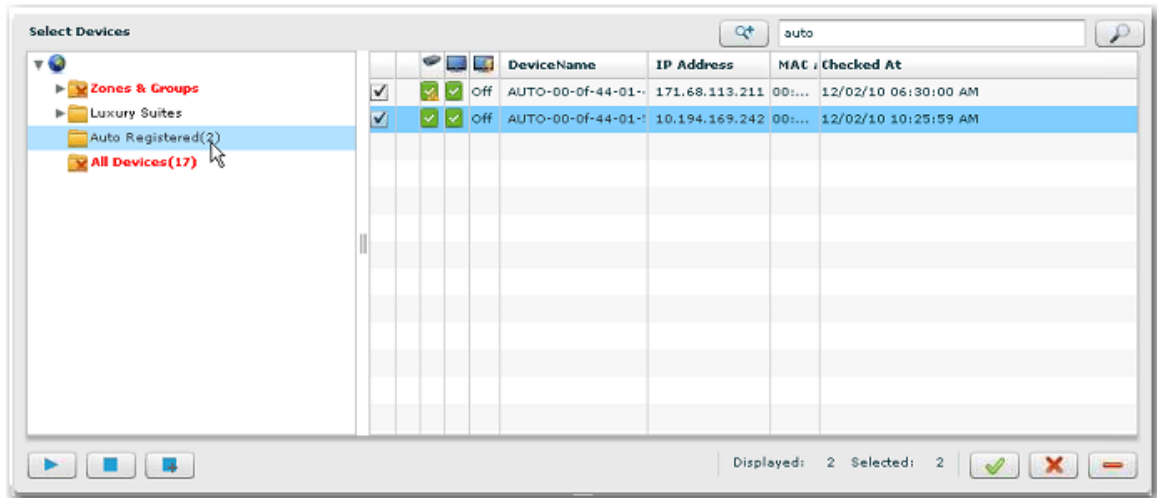 Select Devices
auto
Zones & Groups
Luxury Suites
Auto Registered(2)
All Devices(17)
DeviceName IP Address MAC Checked At
Off AUTO-00-0f-44-01- 171.68.113.211 00:... 12/02/10 06:30:00 AM
Off AUTO-00-0f-44-01- 10.194.169.242 00:... 12/02/10 10:25:59 AM
Displayed: 2 Selected: 2